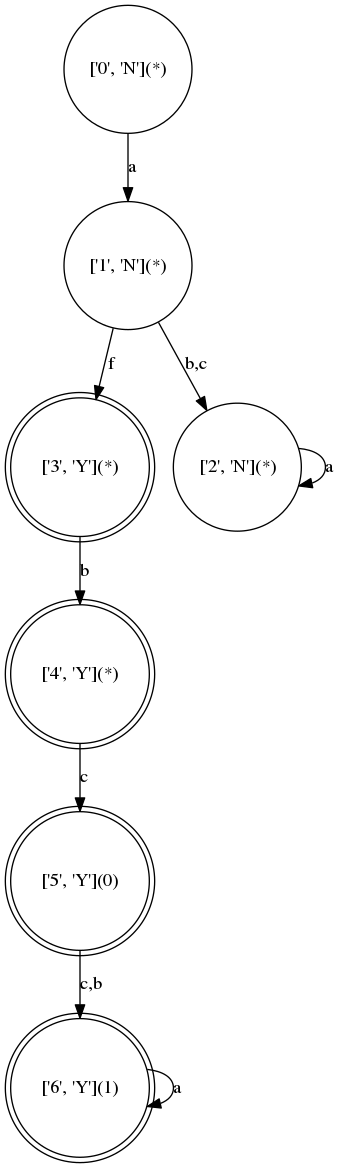 ['0', 'N'](*)
a
['1', 'N'](*)
f
b,c
['3', 'Y'](*)
['2', 'N'](*)
a
b
['4', 'Y'](*)
c
['5', 'Y'](0)
c,b
['6', 'Y'](1)
a